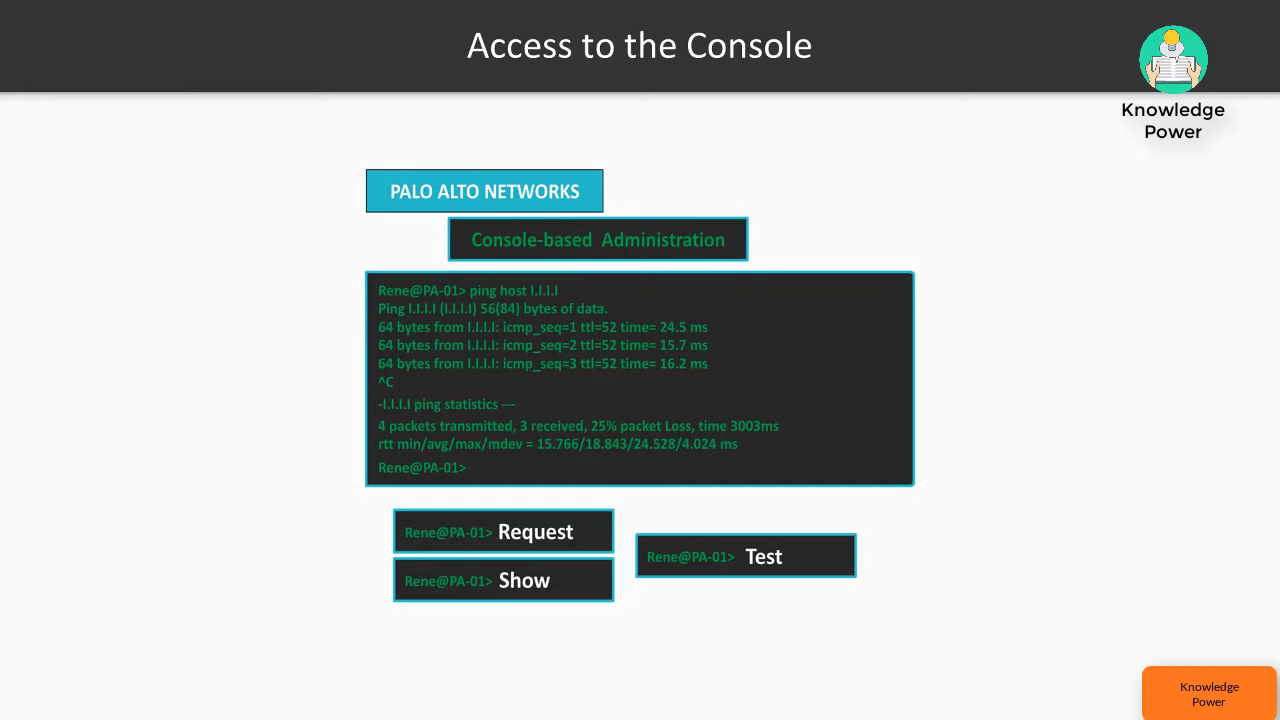 Access to the Console
Knowledge
Power
PALO ALTO NETWORKS
Console-based Administration
Rene@PA-01> ping host I.I.I.I
Ping I.I.I.I (I.I.I.I) 56(84) bytes of data.
64 bytes from I.I.I.I: icmp_seq=1 ttl=52 time= 24.5 ms
64 bytes from I.I.I.I: icmp_seq=2 ttl=52 time= 15.7 ms
64 bytes from I.I.I.I: icmp_seq=3 ttl=52 time= 16.2 ms
^C
-I.I.I.I ping statistics ---
4 packets transmitted, 3 received, 25% packet Loss, time 3003ms
rtt min/avg/max/mdev = 15.766/18.843/24.528/4.024 ms
Rene@PA-01>
Rene@PA-01> Request
Rene@PA-01> Test
Rene@PA-01> Show
Knowledge
Power